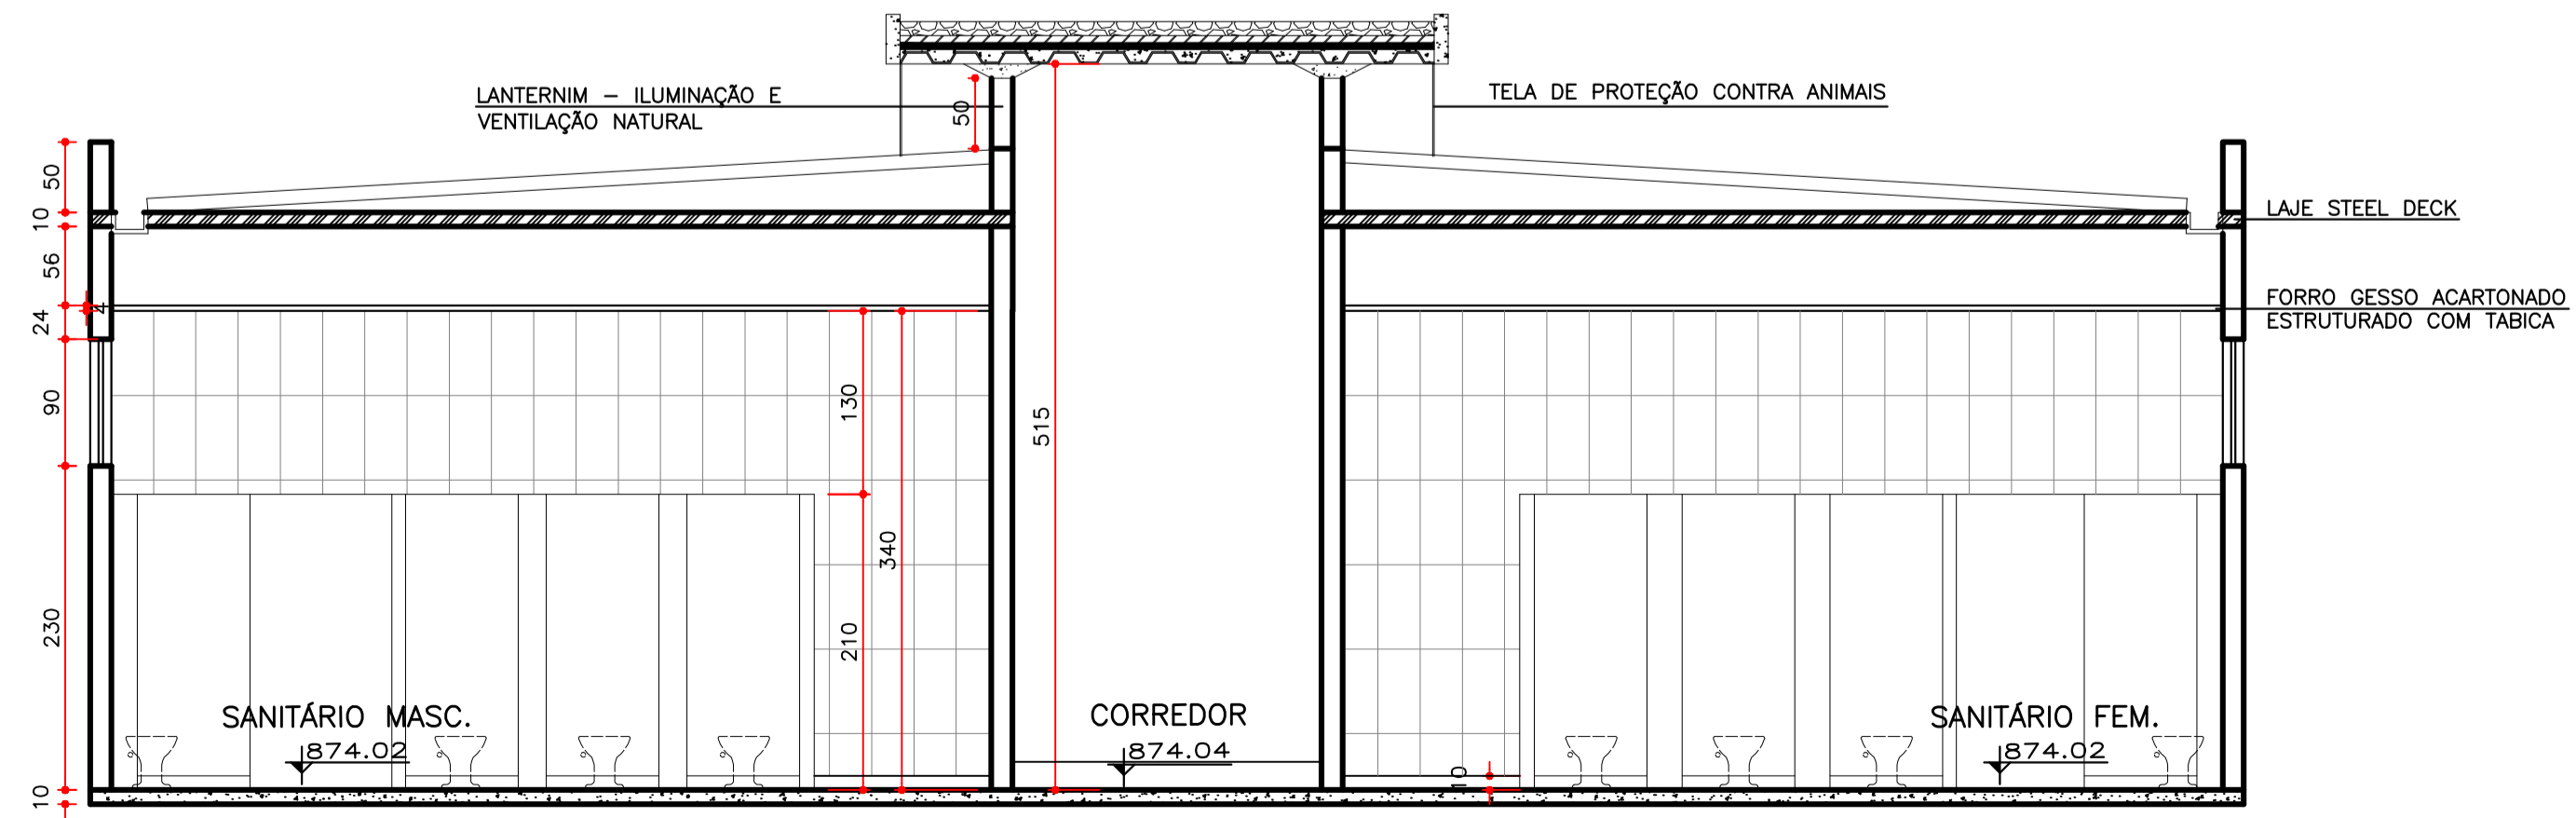 LANTERNIM – ILUMINAÇÃO E
VENTILAÇÃO NATURAL
TELA DE PROTEÇÃO CONTRA ANIMAIS
LAJE STEEL DECK
FORRO GESSO ACARTONADO
ESTRUTURADO COM TABICA
50
10
56
4
24
90
230
10
50
130
340
210
515
10
SANITÁRIO MASC.
874.02
CORREDOR
874.04
SANITÁRIO FEM.
874.02